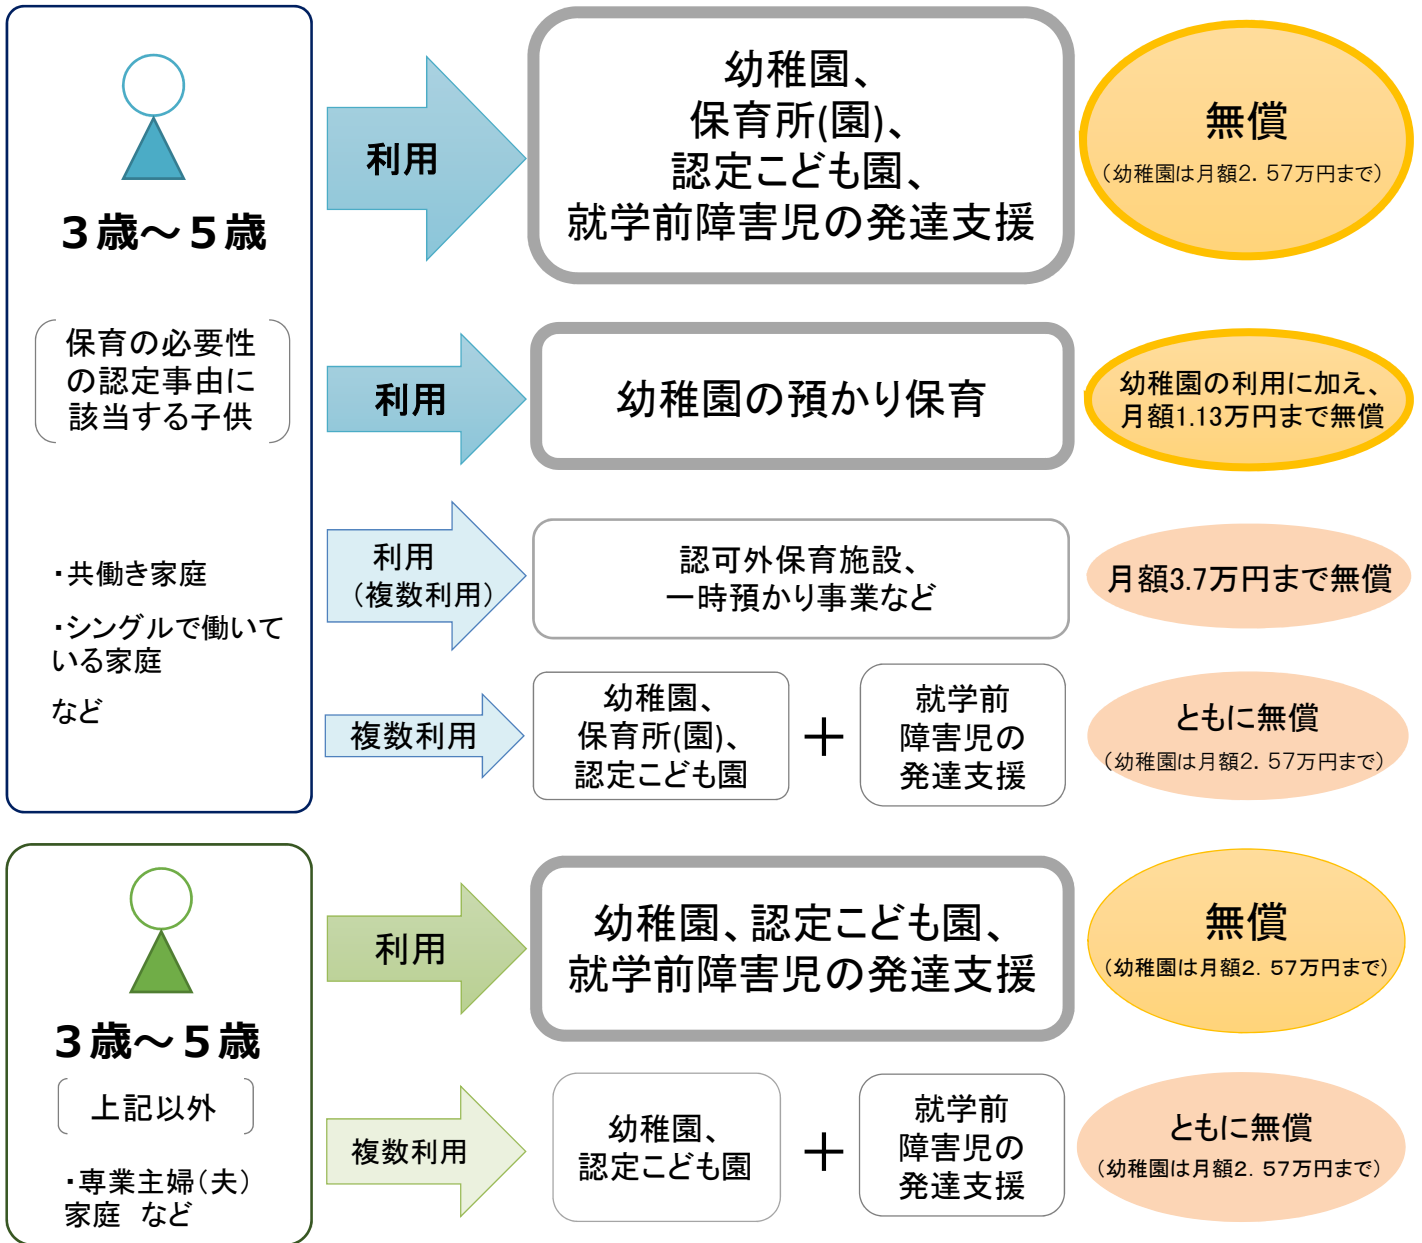 3歳～5歳
保育の必要性
の認定事由に
該当する子供
・共働き家庭
・シングルで働いて
いる家庭
など
利用
幼稚園、
保育所(園)、
認定こども園、
就学前障害児の発達支援
無償
(幼稚園は月額2．57万円まで)
利用
幼稚園の預かり保育
幼稚園の利用に加え、
月額1.13万円まで無償
利用
(複数利用)
認可外保育施設、
一時預かり事業など
月額3.7万円まで無償
複数利用
幼稚園、
保育所(園)、
認定こども園
＋
就学前
障害児の
発達支援
ともに無償
(幼稚園は月額2．57万円まで)
3歳～5歳
上記以外
・専業主婦(夫)
家庭 など
利用
幼稚園、認定こども園、
就学前障害児の発達支援
無償
(幼稚園は月額2．57万円まで)
複数利用
幼稚園、
認定こども園
＋
就学前
障害児の
発達支援
ともに無償
(幼稚園は月額2．57万円まで)